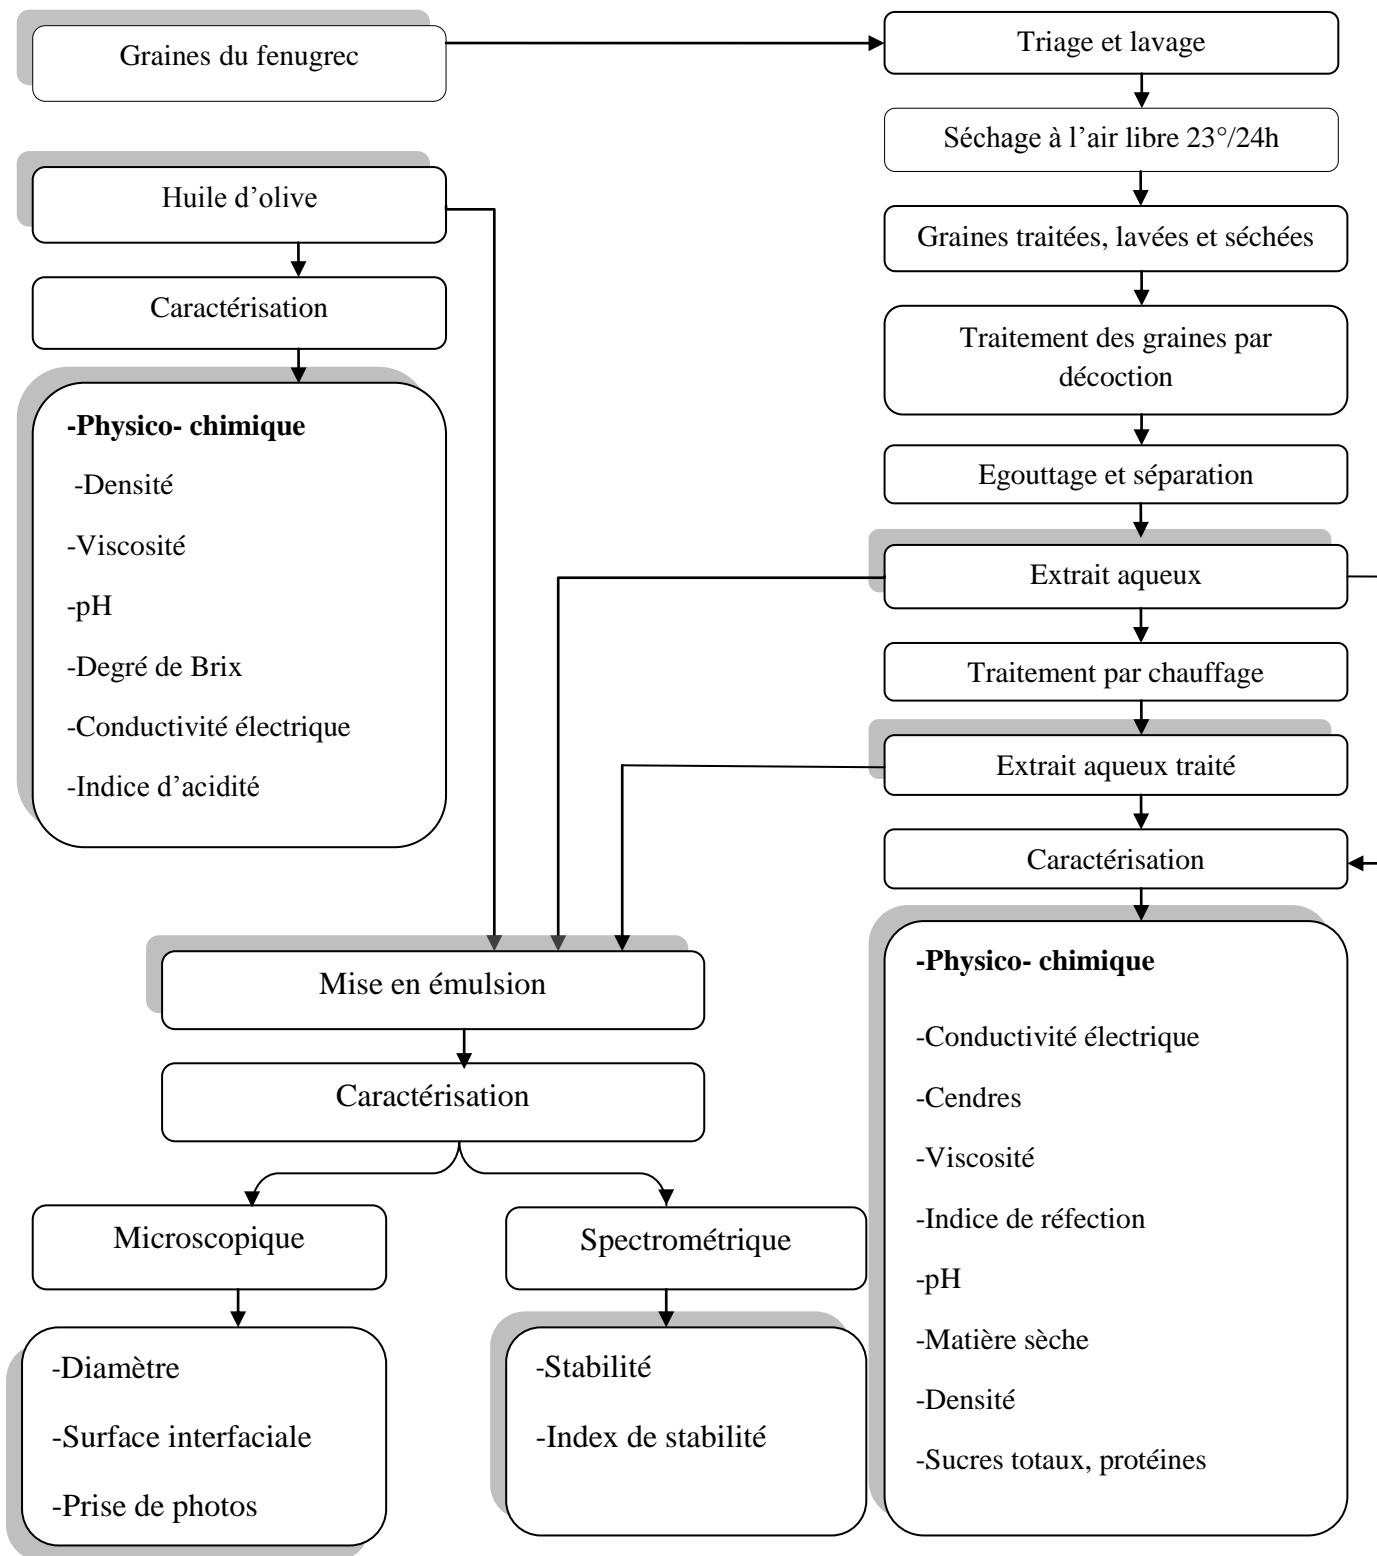 Graines du fenugrec
Triage et lavage
Séchage à l’air libre 23°/24h
Huile d’olive
Graines traitées, lavées et séchées
Caractérisation
Traitement des graines par
décoction
-Physico- chimique
-Densité
-Viscosité
-pH
-Degré de Brix
-Conductivité électrique
-Indice d’acidité
Egouttage et séparation
Extrait aqueux
Traitement par chauffage
Extrait aqueux traité
Caractérisation
-Physico- chimique
-Conductivité électrique
-Cendres
-Viscosité
-Indice de réfection
-pH
-Matière sèche
-Densité
-Sucres totaux, protéines
Mise en émulsion
Caractérisation
Microscopique
Spectrométrique
-Diamètre
-Surface interfaciale
-Prise de photos
-Stabilité
-Index de stabilité